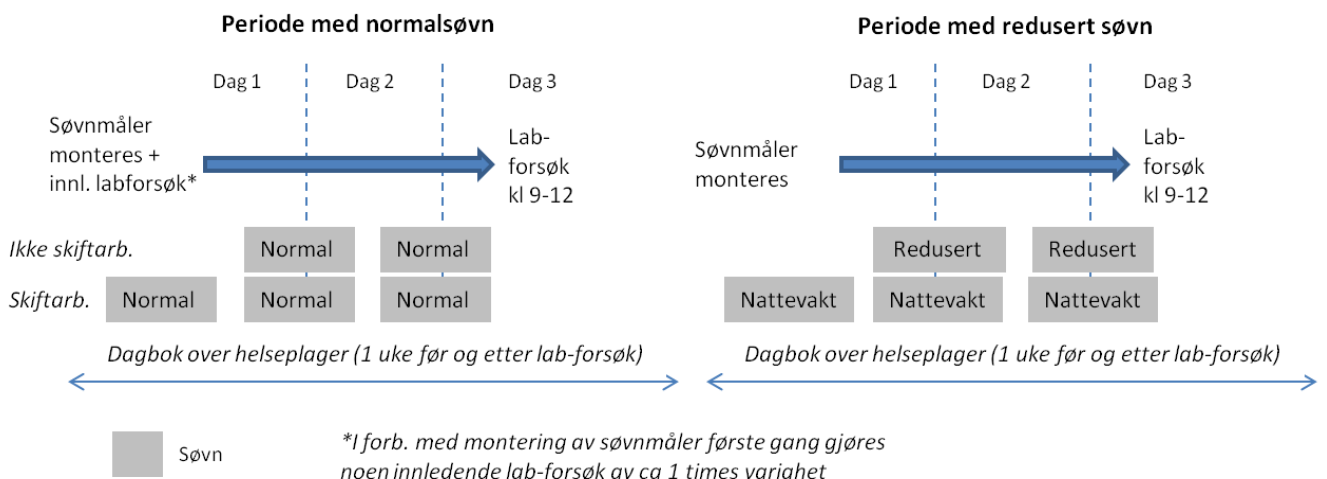 Periode med normalsøvn
Dag 1
Dag 2
Dag 3
Søvnmåler
monteres +
innl. labforsøk*
Lab-
forsøk
kl 9-12
Ikke skiftarb.
Normal
Normal
Skiftarb.
Normal
Normal
Normal
Dagbok over helseplager (1 uke før og etter lab-forsøk)
Periode med redusert søvn
Dag 1
Dag 2
Dag 3
Søvnmåler
monteres
Lab-
forsøk
kl 9-12
Redusert
Redusert
Nattevakt
Nattevakt
Nattevakt
Dagbok over helseplager (1 uke før og etter lab-forsøk)
Søvn
*I forb. med montering av søvnmåler første gang gjøres
noen innledende lab-forsøk av ca 1 times varighet